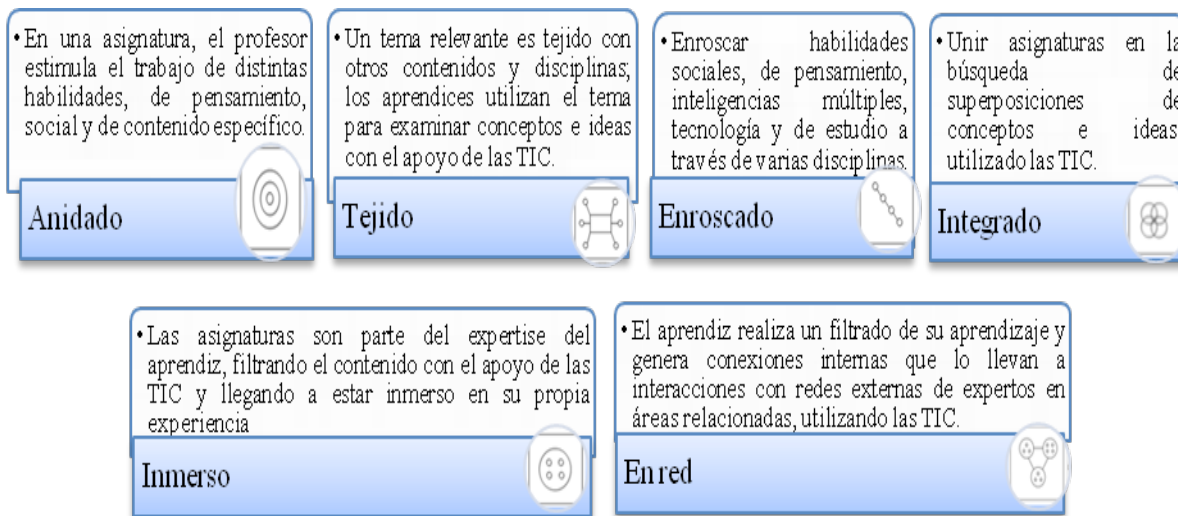 • En una asignatura, el profesor
estimula el trabajo de distintas
habilidades, de pensamiento,
social y de contenido específico.
Anidado
• Un tema relevante es tejido con
otros contenidos y disciplinas;
los aprendices utilizan el tema
para examinar conceptos e ideas
con el apoyo de las TIC.
Tejido
• Enroscar habilidades
sociales, de pensamiento,
inteligencias múltiples,
tecnología y de estudio a
través de varias disciplinas.
Enroscado
• Unir asignaturas en la
búsqueda de
superposiciones de
conceptos e ideas
utilizado las TIC.
Integrado
• Las asignaturas son parte del expertise del
aprendiz, filtrando el contenido con el apoyo de las
TIC y llegando a estar inmerso en su propia
experiencia
Inmerso
• El aprendiz realiza un filtrado de su aprendizaje y
genera conexiones internas que lo llevan a
interacciones con redes externas de expertos en
áreas relacionadas, utilizando las TIC.
En red